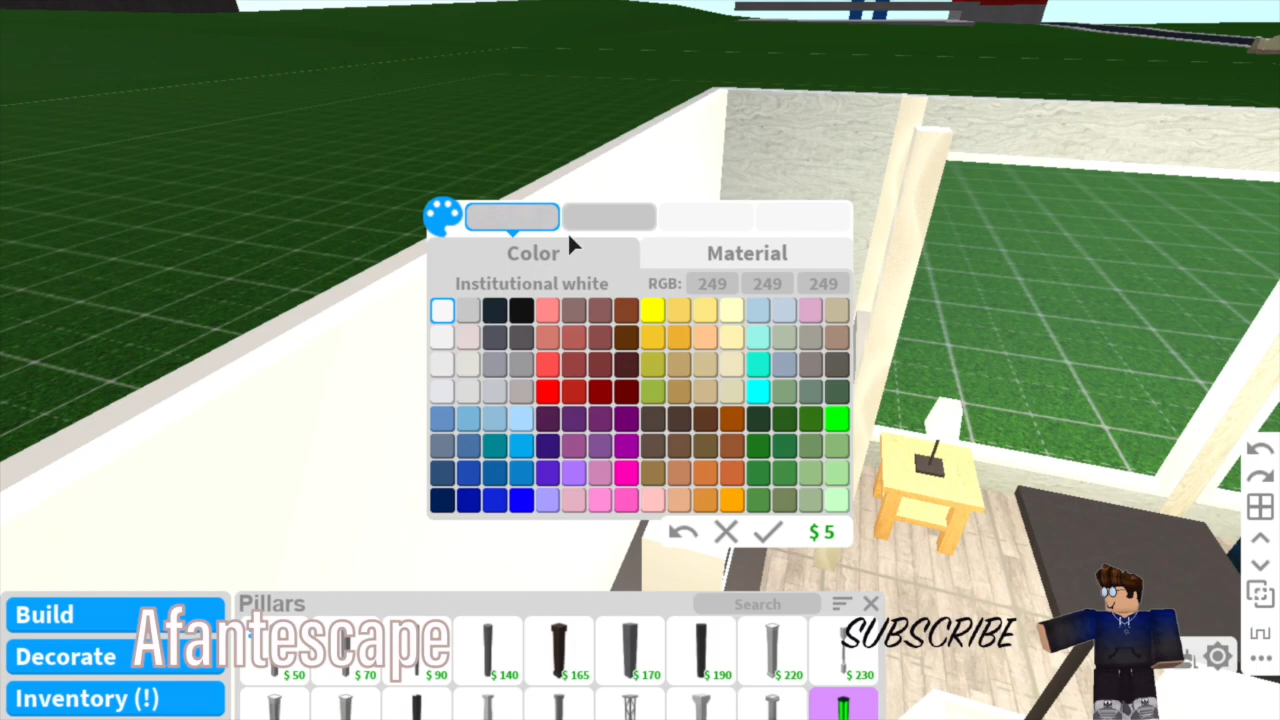 Color
Material
Institutional white
RGB: 249 249 249
$ 5
Build
Decorate
Inventory (!)
Afantescape
Pillars
Search
$ 50
$ 70
$ 90
$ 140
$ 165
$ 170
$ 190
$ 220
$ 230
SUBSCRIBE